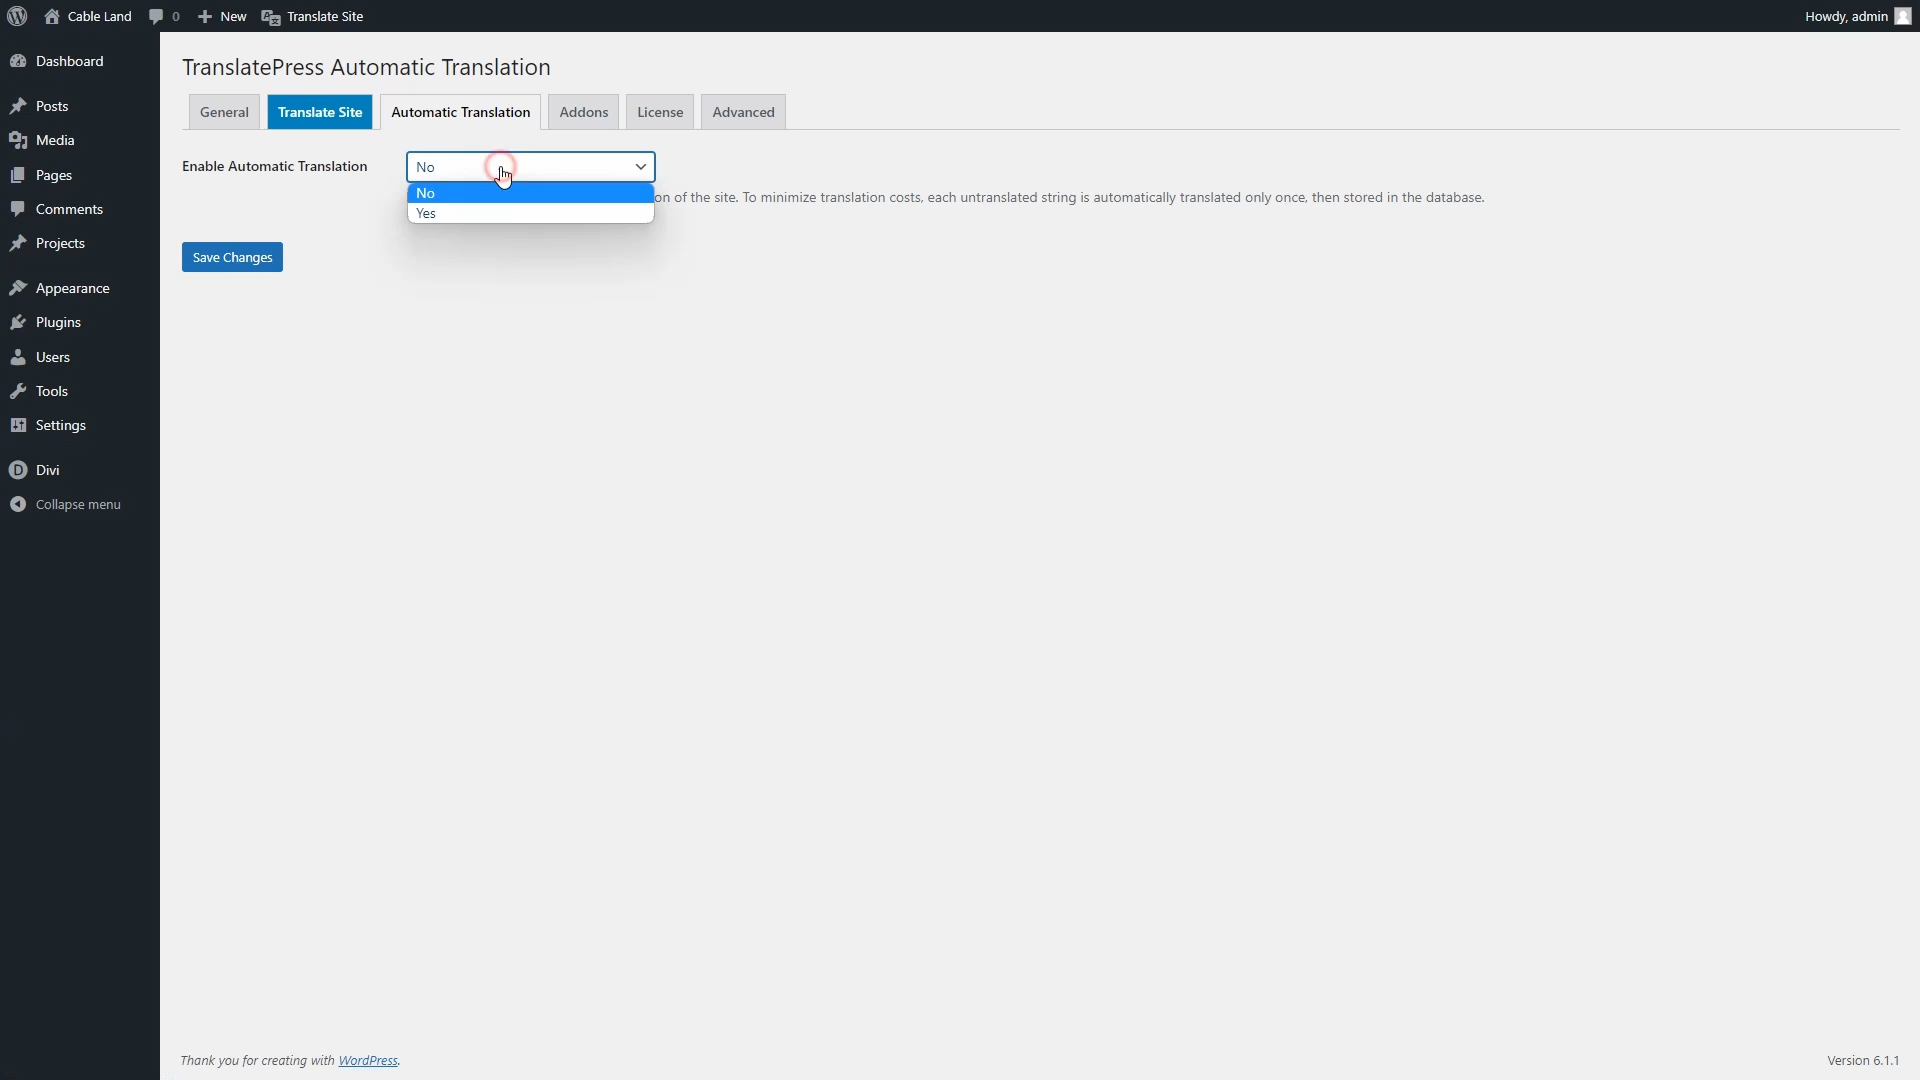 Cable Land 0 New Translate Site Howdy, admin
Dashboard
Posts
Media
Pages
Comments
Projects
Appearance
Plugins
Users
Tools
Settings
Divi
Collapse menu
TranslatePress Automatic Translation
General Translate Site Automatic Translation Addons License Advanced
Enable Automatic Translation No
No
Yes
of the site. To minimize translation costs, each untranslated string is automatically translated only once, then stored in the database.
Save Changes
Thank you for creating with WordPress. Version 6.1.1